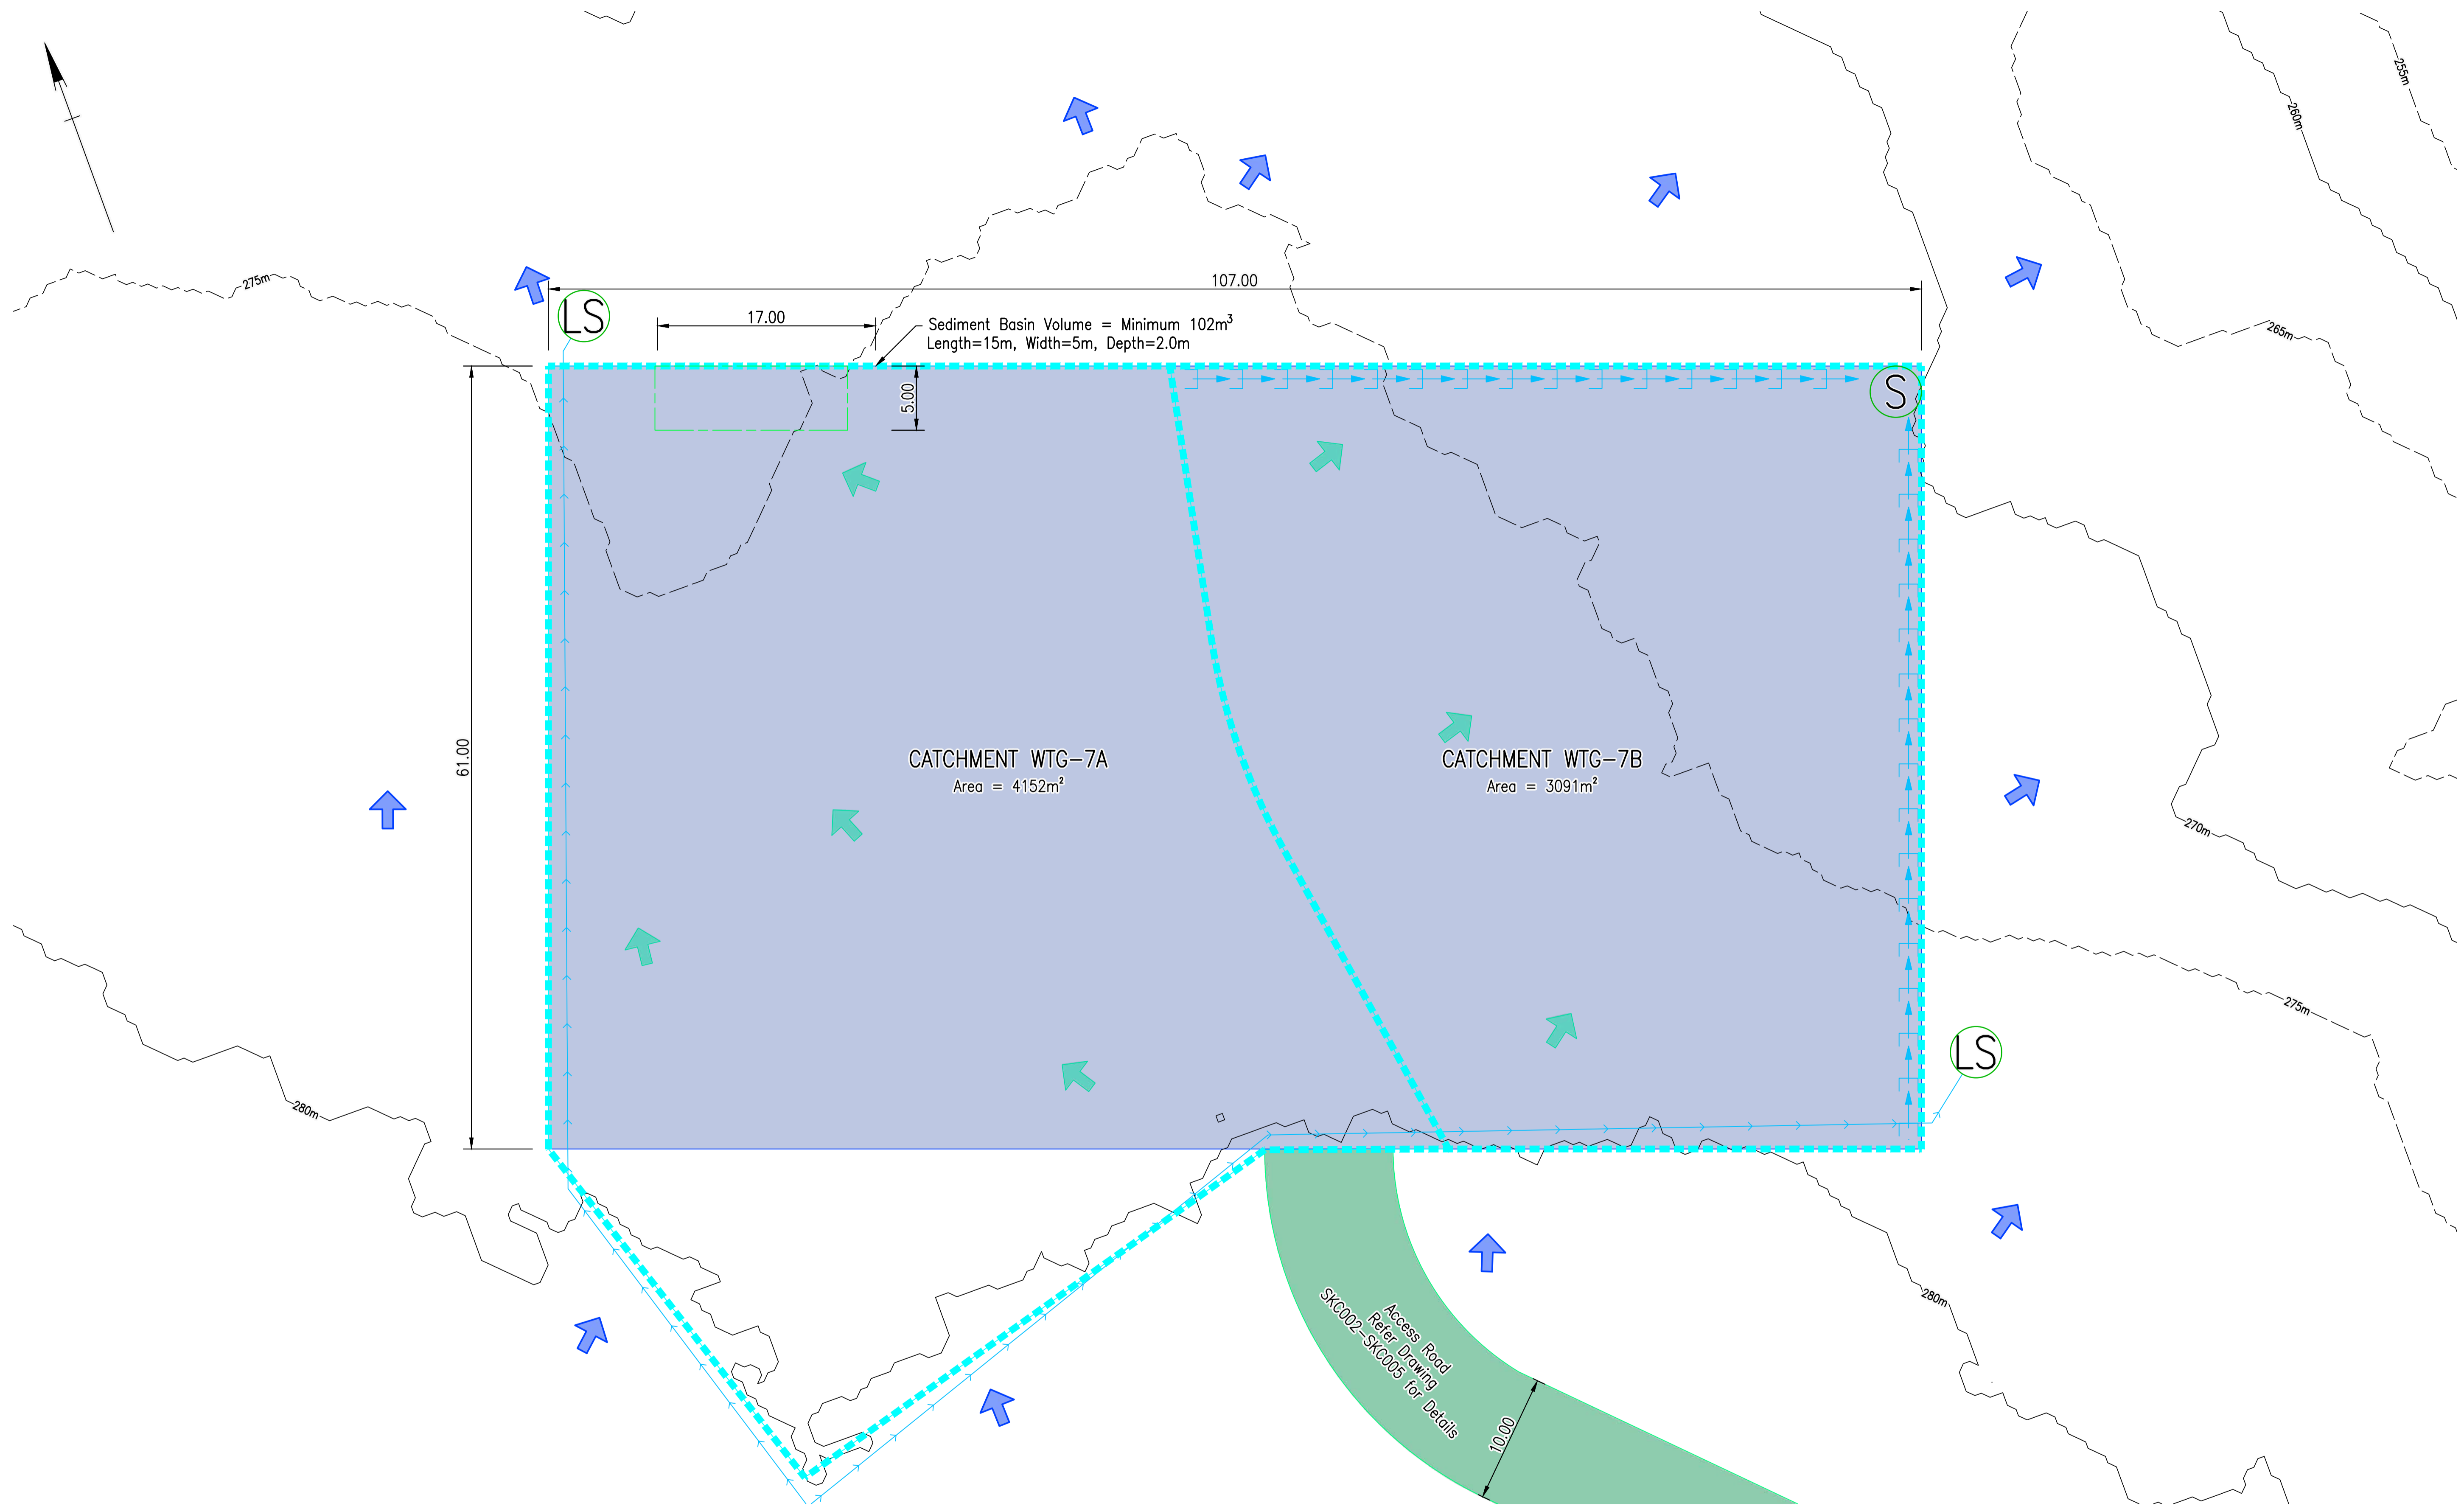 255m
260m
275m
107.00
LS
17.00
Sediment Basin Volume = Minimum 102m³
Length=15m, Width=5m, Depth=2.0m
265m
5.00
S
61.00
CATCHMENT WTG-7A
Area = 4152m²
CATCHMENT WTG-7B
Area = 3091m²
270m
275m
LS
280m
280m
Access Road
Refer Drawing
SKC002-SKC005 for Details
10.00